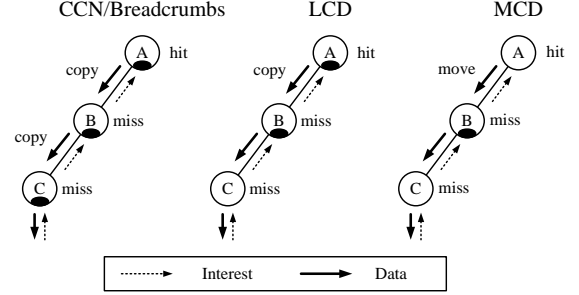 CCN/Breadcrumbs LCD MCD
A hit A hit A hit
copy copy move
B miss B miss B miss
copy
C miss C miss C miss
Interest Data